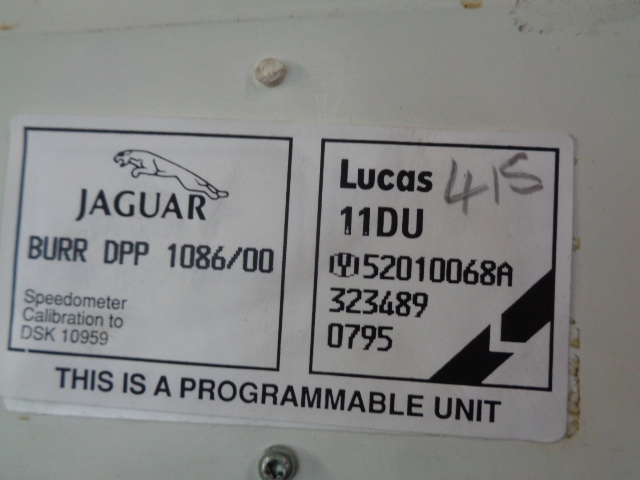 JAGUAR
BURR DPP 1086/00
Speedometer
Calibration to
DSK 10959
Lucas 415
11DU
(Y)52010068A
323489
0795
THIS IS A PROGRAMMABLE UNIT